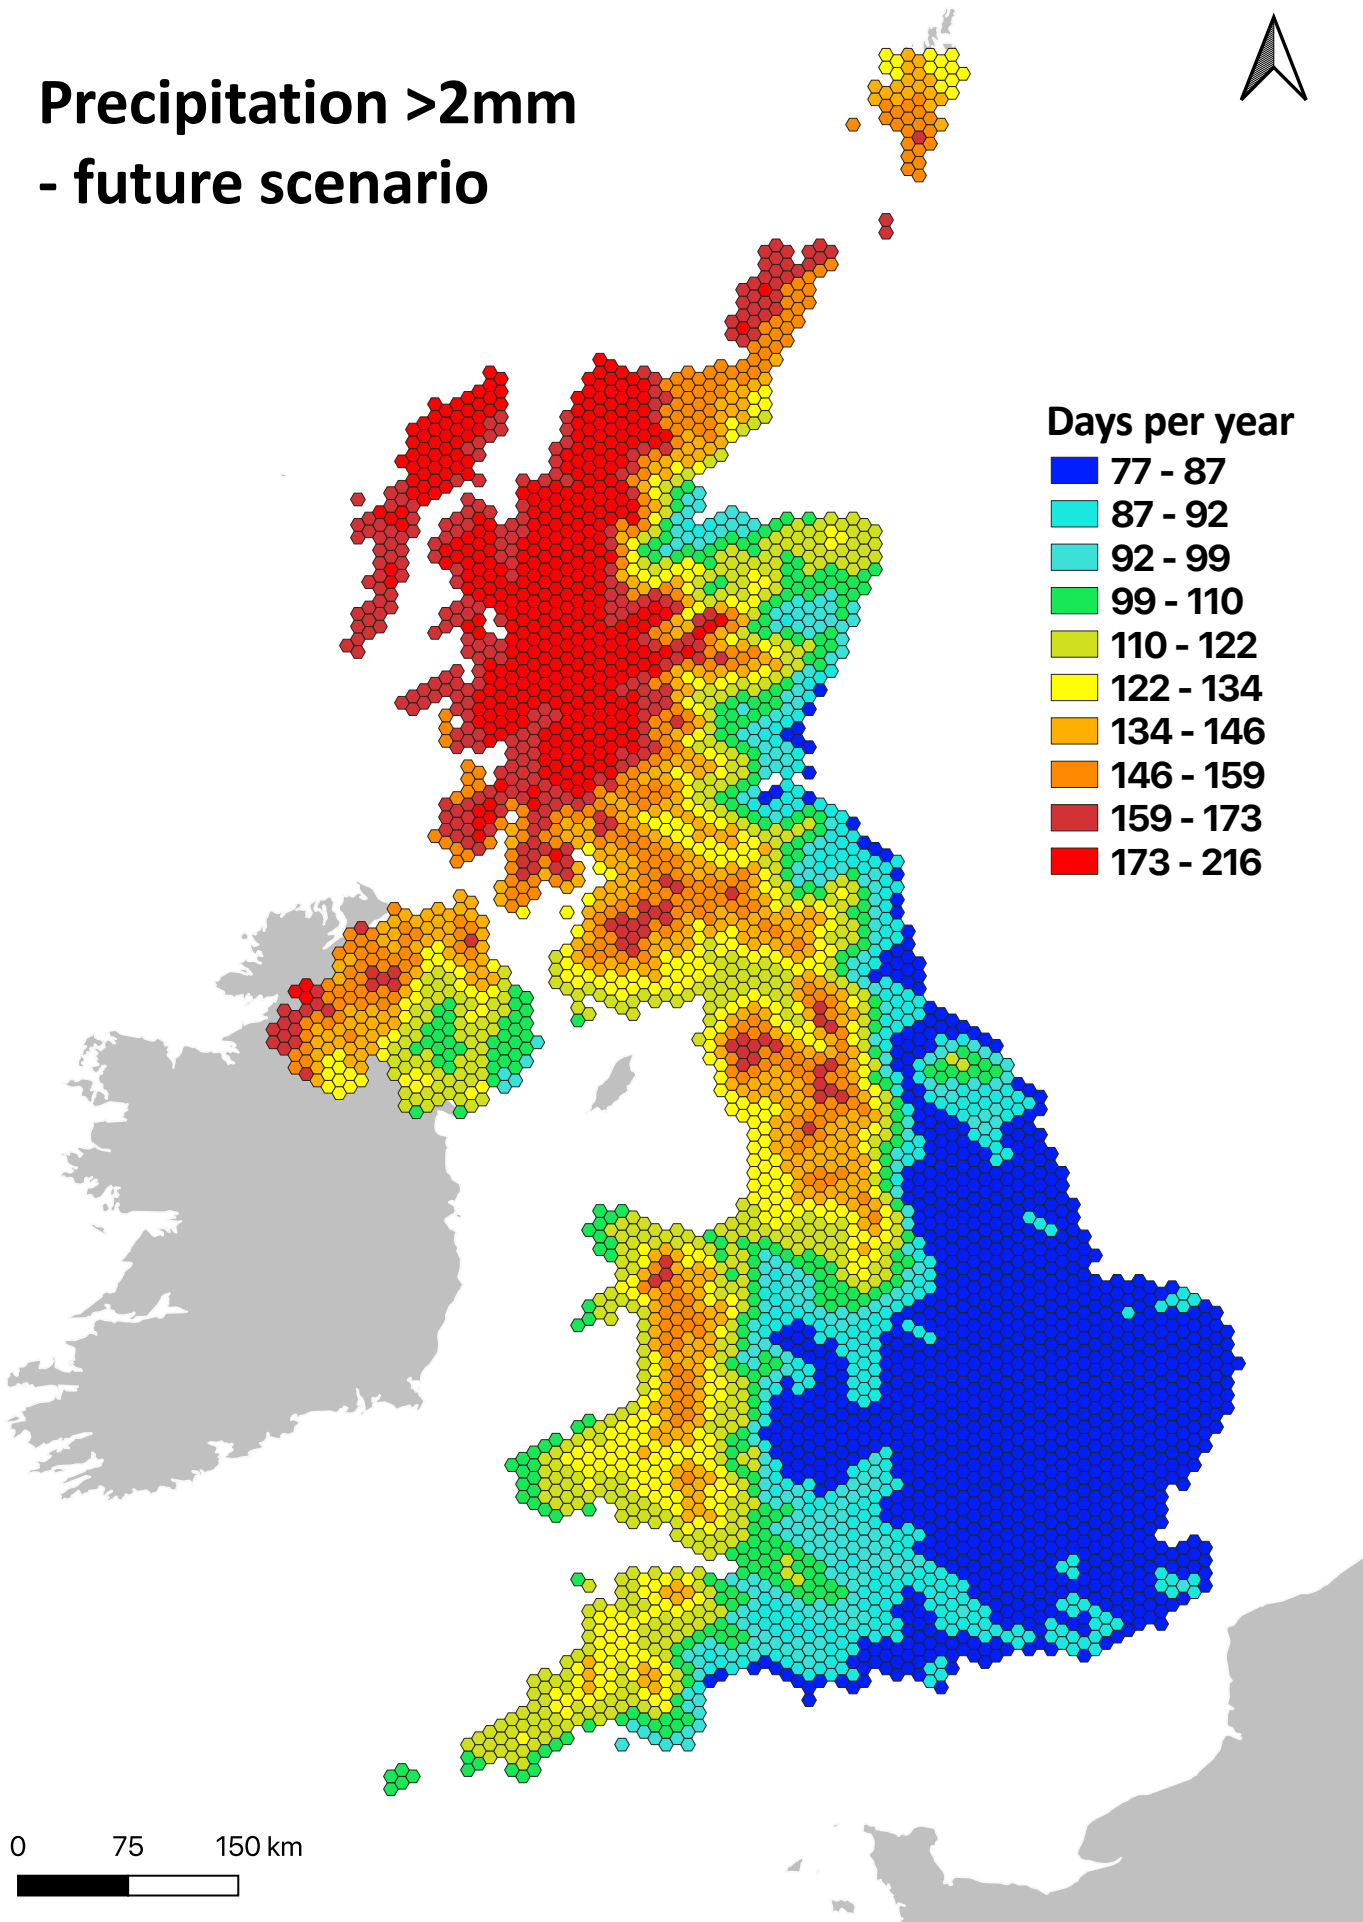 Precipitation >2mm
- future scenario
Days per year
77 - 87
87 - 92
92 - 99
99 - 110
110 - 122
122 - 134
134 - 146
146 - 159
159 - 173
173 - 216
0 75 150 km